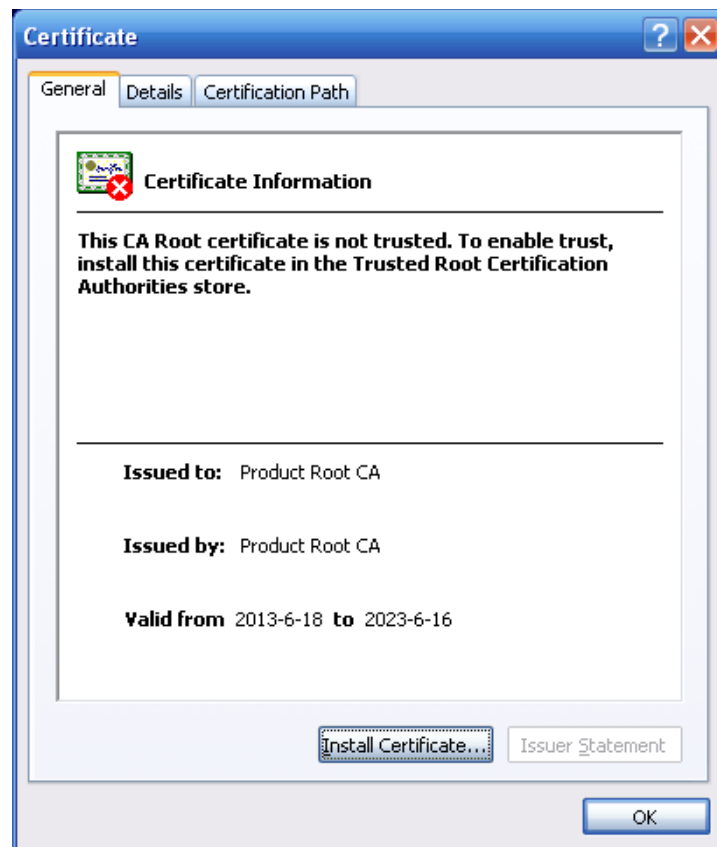 Certificate
General Details Certification Path
Certificate Information
This CA Root certificate is not trusted. To enable trust,
install this certificate in the Trusted Root Certification
Authorities store.
Issued to: Product Root CA
Issued by: Product Root CA
Valid from 2013-6-18 to 2023-6-16
Install Certificate... Issuer Statement
OK